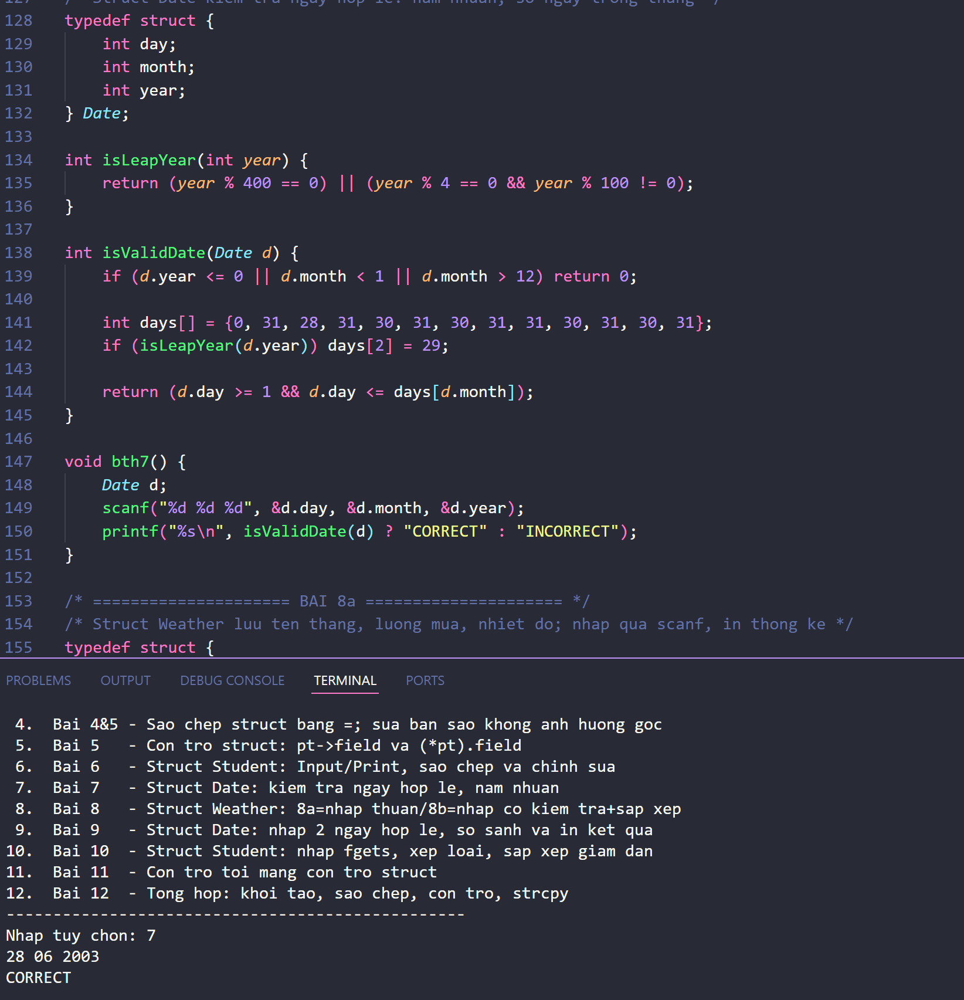 127 /* Struct Date kiem tra ngay hop le: nam nhuan, so ngay trong thang */
128 typedef struct {
129     int day;
130     int month;
131     int year;
132 } Date;
133
134 int isLeapYear(int year) {
135     return (year % 400 == 0) || (year % 4 == 0 && year % 100 != 0);
136 }
137
138 int isValidDate(Date d) {
139     if (d.year <= 0 || d.month < 1 || d.month > 12) return 0;
140
141     int days[] = {0, 31, 28, 31, 30, 31, 30, 31, 31, 30, 31, 30, 31};
142     if (isLeapYear(d.year)) days[2] = 29;
143
144     return (d.day >= 1 && d.day <= days[d.month]);
145 }
146
147 void bth7() {
148     Date d;
149     scanf("%d %d %d", &d.day, &d.month, &d.year);
150     printf("%s\n", isValidDate(d) ? "CORRECT" : "INCORRECT");
151 }
152
153 /* ===================== BAI 8a ===================== */
154 /* Struct Weather luu ten thang, luong mua, nhiet do; nhap qua scanf, in thong ke */
155 typedef struct {
PROBLEMS OUTPUT DEBUG CONSOLE TERMINAL PORTS
 4.  Bai 4&5 - Sao chep struct bang =; sua ban sao khong anh huong goc
 5.  Bai 5   - Con tro struct: pt->field va (*pt).field
 6.  Bai 6   - Struct Student: Input/Print, sao chep va chinh sua
 7.  Bai 7   - Struct Date: kiem tra ngay hop le, nam nhuan
 8.  Bai 8   - Struct Weather: 8a=nhap thuan/8b=nhap co kiem tra+sap xep
 9.  Bai 9   - Struct Date: nhap 2 ngay hop le, so sanh va in ket qua
10.  Bai 10  - Struct Student: nhap fgets, xep loai, sap xep giam dan
11.  Bai 11  - Con tro toi mang con tro struct
12.  Bai 12  - Tong hop: khoi tao, sao chep, con tro, strcpy
-------------------------------------------------
Nhap tuy chon: 7
28 06 2003
CORRECT